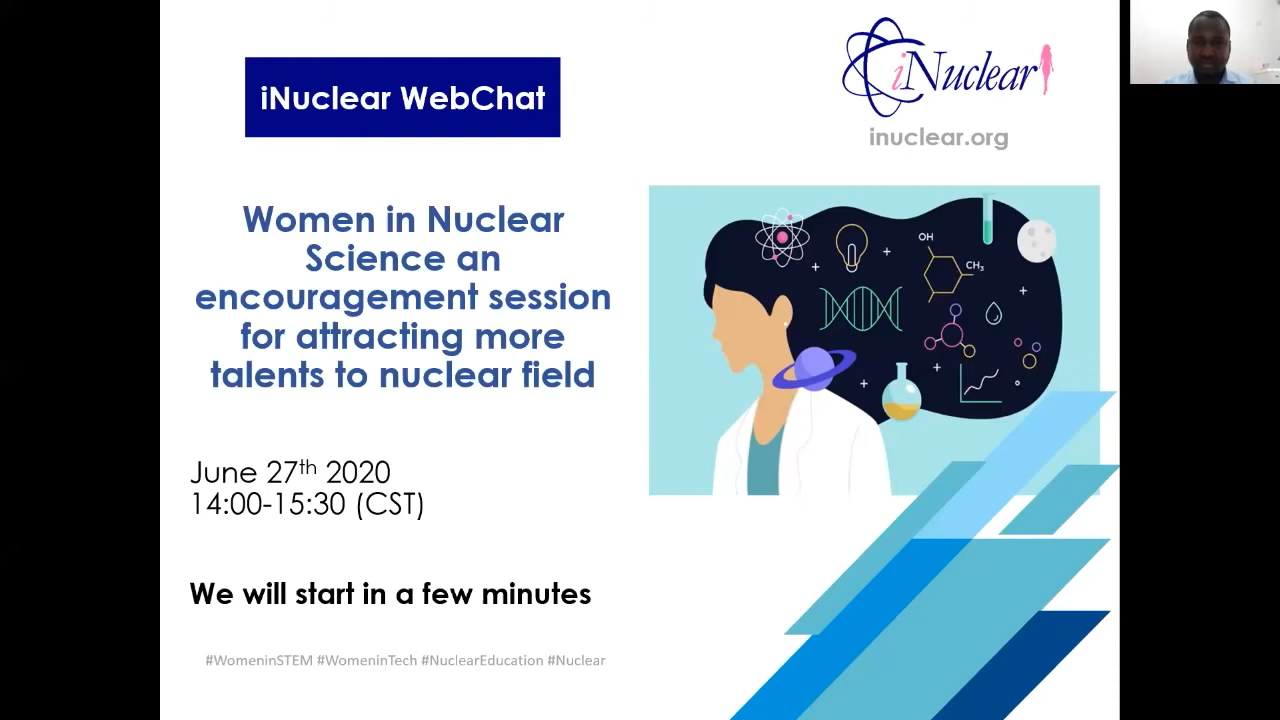 iNuclear WebChat
iNuclear
inuclear.org
Women in Nuclear
Science an
encouragement session
for attracting more
talents to nuclear field
OH
CH₃
June 27th 2020
14:00-15:30 (CST)
We will start in a few minutes
#WomeninSTEM #WomeninTech #NuclearEducation #Nuclear